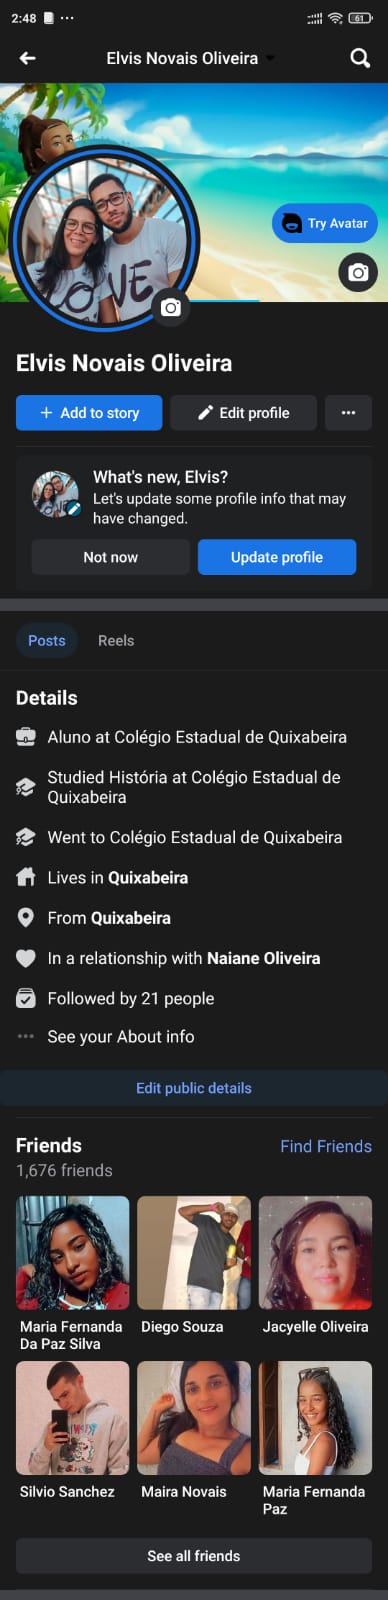 2:48
61
Elvis Novais Oliveira
Try Avatar
LOVE
Elvis Novais Oliveira
+ Add to story
Edit profile
What's new, Elvis?
Let's update some profile info that may
have changed.
Not now
Update profile
Posts
Reels
Details
Aluno at Colégio Estadual de Quixabeira
Studied História at Colégio Estadual de
Quixabeira
Went to Colégio Estadual de Quixabeira
Lives in Quixabeira
From Quixabeira
In a relationship with Naiane Oliveira
Followed by 21 people
See your About info
Edit public details
Friends
Find Friends
1,676 friends
Maria Fernanda
Da Paz Silva
Diego Souza
Jacyelle Oliveira
Silvio Sanchez
Maira Novais
Maria Fernanda
Paz
See all friends